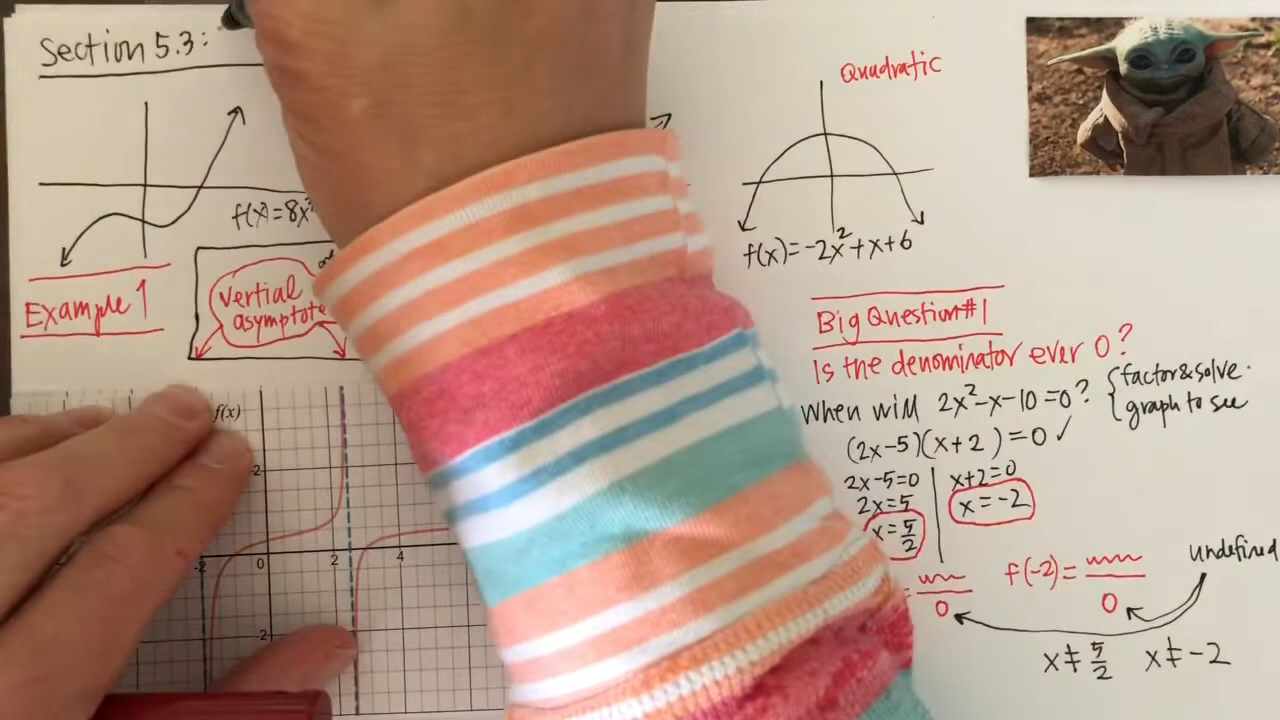 Section 5.3:
Quadratic
f(x)=8x
f(x)=-2x²+x+6
Example 1
Vertial
asymptote
Big Question#1
Is the denominator ever 0?
When will 2x²-x-10=0?
factor&solve.
graph to see
(2x-5)(x+2)=0 ✓
2x-5=0
x+2=0
2x=5
x=-2
x=5/2
f(x)
2
-2
0
2
4
-2
undefined
f(-2)=
0
0
x≠5/2 x≠-2